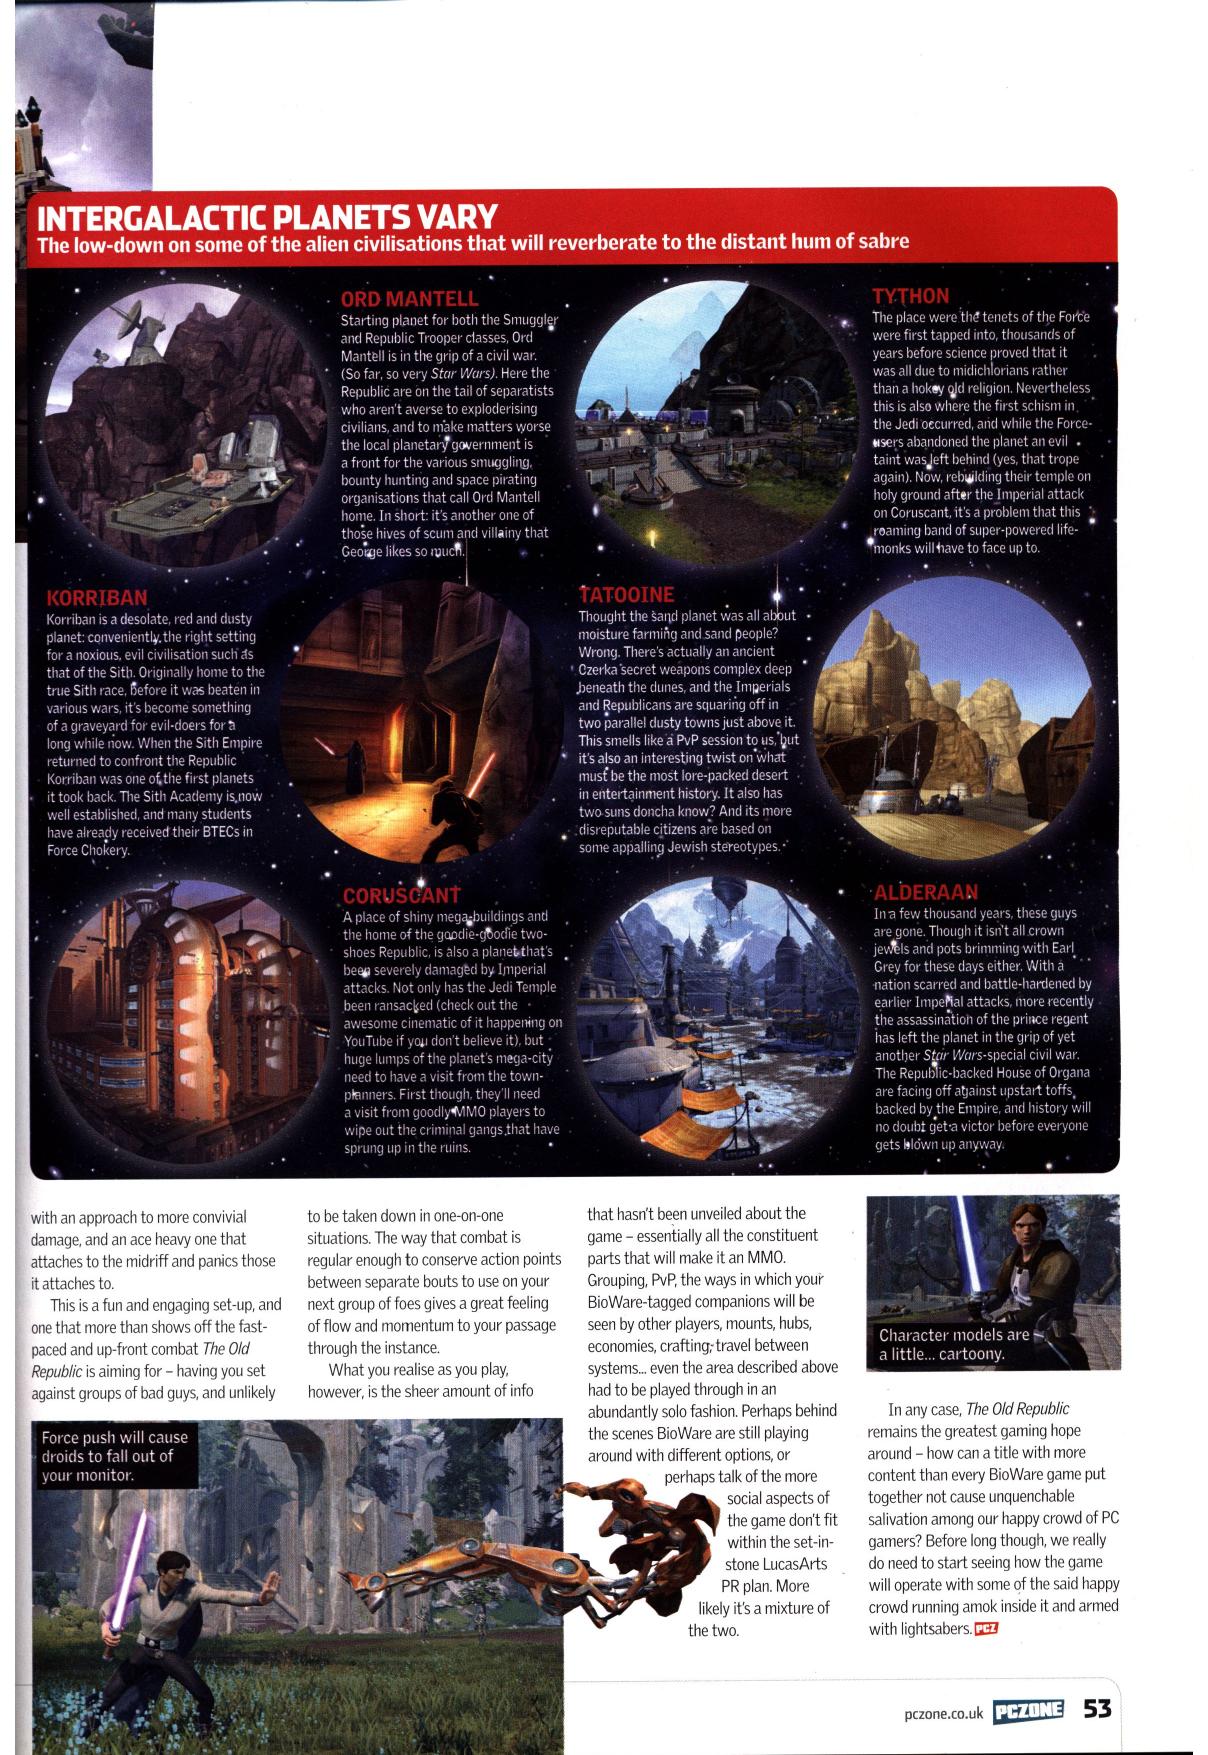 INTERGALACTIC PLANETS VARY
The low-down on some of the alien civilisations that will reverberate to the distant hum of sabre
ORD MANTELL
Starting planet for both the Smuggler
and Republic Trooper classes, Ord
Mantell is in the grip of a civil war.
(So far, so very Star Wars). Here the
Republic are on the tail of separatists
who aren't averse to exploderising
civilians, and to make matters worse
the local planetary government is
a front for the various smuggling,
bounty hunting and space pirating
organisations that call Ord Mantell
home. In short: it's another one of
those hives of scum and villainy that
George likes so much.
TYTHON
The place were the tenets of the Force
were first tapped into, thousands of
years before science proved that it
was all due to midichlorians rather
than a hokey old religion. Nevertheless
this is also where the first schism in
the Jedi occurred, and while the Force-
users abandoned the planet an evil
taint was left behind (yes, that trope
again). Now, rebuilding their temple on
holy ground after the Imperial attack
on Coruscant, it's a problem that this
roaming band of super-powered life-
monks will have to face up to.
KORRIBAN
Korriban is a desolate, red and dusty
planet: conveniently, the right setting
for a noxious, evil civilisation such as
that of the Sith. Originally home to the
true Sith race, before it was beaten in
various wars, it's become something
of a graveyard for evil-doers for a
long while now. When the Sith Empire
returned to confront the Republic
Korriban was one of the first planets
it took back. The Sith Academy is now
well established, and many students
have already received their BTECs in
Force Chokery.
TATOOINE
Thought the sand planet was all about
moisture farming and sand people?
Wrong. There's actually an ancient
Czerka secret weapons complex deep
beneath the dunes, and the Imperials
and Republicans are squaring off in
two parallel dusty towns just above it.
This smells like a PvP session to us, but
it's also an interesting twist on what
must be the most lore-packed desert
in entertainment history. It also has
two suns doncha know? And its more
disreputable citizens are based on
some appalling Jewish stereotypes.
CORUSCANT
A place of shiny mega-buildings and
the home of the goodie-goodie two-
shoes Republic, is also a planet that's
been severely damaged by Imperial
attacks. Not only has the Jedi Temple
been ransacked (check out the
awesome cinematic of it happening on
YouTube if you don't believe it), but
huge lumps of the planet's mega-city
need to have a visit from the town-
planners. First though, they'll need
a visit from goodly MMO players to
wipe out the criminal gangs that have
sprung up in the ruins.
ALDERAAN
In a few thousand years, these guys
are gone. Though it isn't all crown
jewels and pots brimming with Earl
Grey for these days either. With a
nation scarred and battle-hardened by
earlier Imperial attacks, more recently
the assassination of the prince regent
has left the planet in the grip of yet
another Star Wars-special civil war.
The Republic-backed House of Organa
are facing off against upstart toffs
backed by the Empire, and history will
no doubt get a victor before everyone
gets blown up anyway.
with an approach to more convivial
damage, and an ace heavy one that
attaches to the midriff and panics those
it attaches to.
This is a fun and engaging set-up, and
one that more than shows off the fast-
paced and up-front combat The Old
Republic is aiming for – having you set
against groups of bad guys, and unlikely
to be taken down in one-on-one
situations. The way that combat is
regular enough to conserve action points
between separate bouts to use on your
next group of foes gives a great feeling
of flow and momentum to your passage
through the instance.
What you realise as you play,
however, is the sheer amount of info
that hasn't been unveiled about the
game – essentially all the constituent
parts that will make it an MMO.
Grouping, PvP, the ways in which your
BioWare-tagged companions will be
seen by other players, mounts, hubs,
economies, crafting, travel between
systems... even the area described above
had to be played through in an
abundantly solo fashion. Perhaps behind
the scenes BioWare are still playing
around with different options, or
perhaps talk of the more
social aspects of
the game don't fit
within the set-in-
stone LucasArts
PR plan. More
likely it's a mixture of
the two.
Character models are
a little... cartoony.
In any case, The Old Republic
remains the greatest gaming hope
around – how can a title with more
content than every BioWare game put
together not cause unquenchable
salivation among our happy crowd of PC
gamers? Before long though, we really
do need to start seeing how the game
will operate with some of the said happy
crowd running amok inside it and armed
with lightsabers. PCZ
Force push will cause
droids to fall out of
your monitor.
pczone.co.uk PCZONE 53